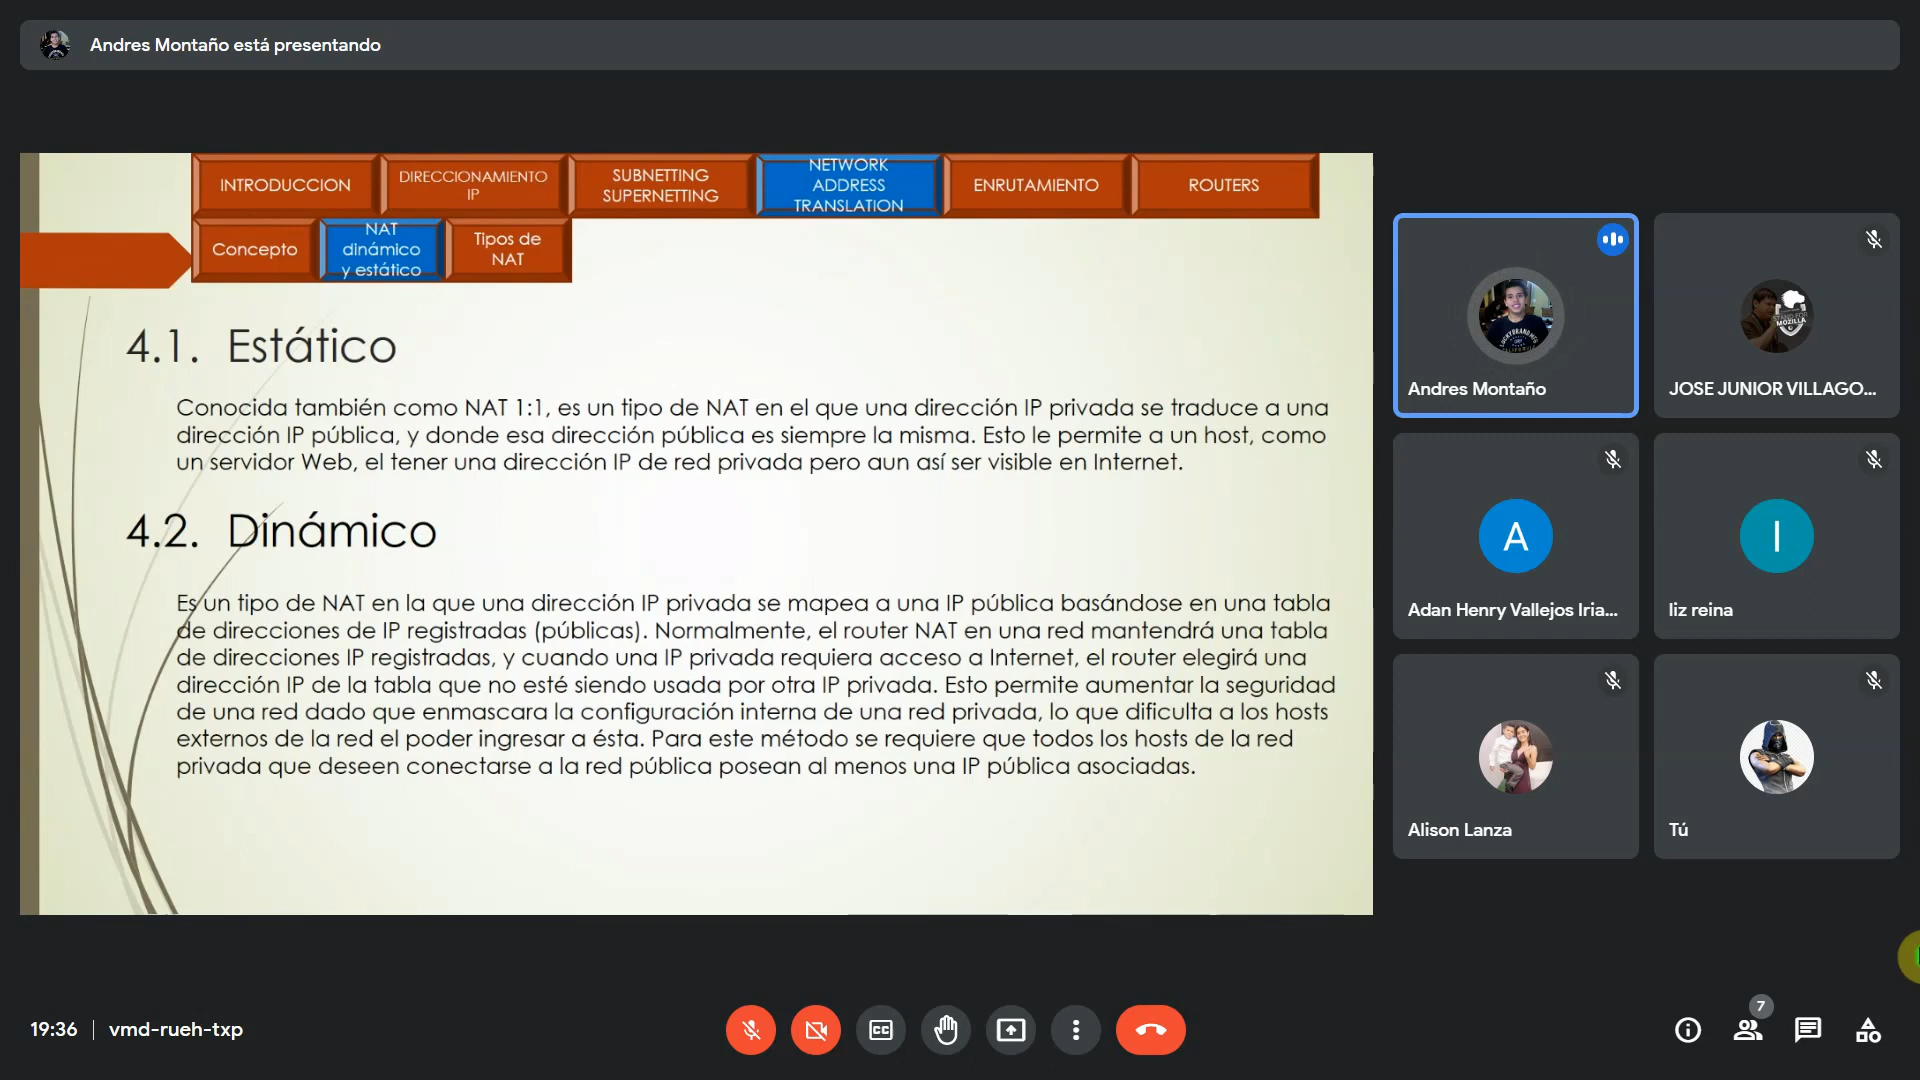 Andres Montaño está presentando
INTRODUCCION
DIRECCIONAMIENTO
IP
SUBNETTING
SUPERNETTING
NETWORK
ADDRESS
TRANSLATION
ENRUTAMIENTO
ROUTERS
Concepto
NAT
dinámico
y estático
Tipos de
NAT
4.1. Estático
Conocida también como NAT 1:1, es un tipo de NAT en el que una dirección IP privada se traduce a una
dirección IP pública, y donde esa dirección pública es siempre la misma. Esto le permite a un host, como
un servidor Web, el tener una dirección IP de red privada pero aun así ser visible en Internet.
4.2. Dinámico
Es un tipo de NAT en la que una dirección IP privada se mapea a una IP pública basándose en una tabla
de direcciones de IP registradas (públicas). Normalmente, el router NAT en una red mantendrá una tabla
de direcciones IP registradas, y cuando una IP privada requiera acceso a Internet, el router elegirá una
dirección IP de la tabla que no esté siendo usada por otra IP privada. Esto permite aumentar la seguridad
de una red dado que enmascara la configuración interna de una red privada, lo que dificulta a los hosts
externos de la red el poder ingresar a ésta. Para este método se requiere que todos los hosts de la red
privada que deseen conectarse a la red pública posean al menos una IP pública asociadas.
Andres Montaño
JOSE JUNIOR VILLAGO...
A
Adan Henry Vallejos Iria...
l
liz reina
Alison Lanza
Tú
19:36 | vmd-rueh-txp
CC
7